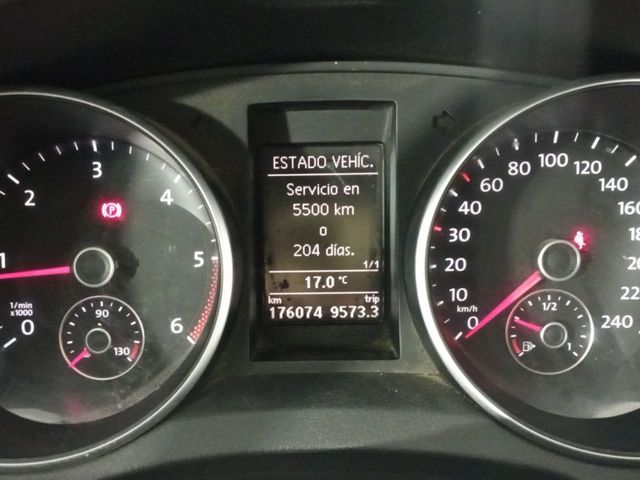 1
2
3
4
5
6
0
1/min
x1000
90
130
P
ESTADO VEHÍC.
Servicio en
5500 km
o
204 días.
1/1
17.0 °C
km trip
176074 9573.3
0
10
20
30
40
60
80
100
120
140
160
240
km/h
1/2
1